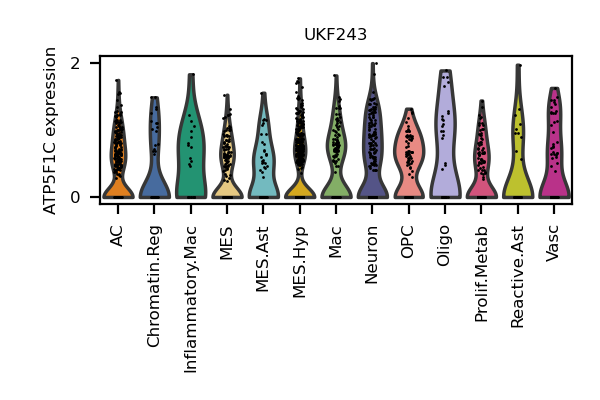 UKF243
ATP5F1C expression
2
0
AC
Chromatin.Reg
Inflammatory.Mac
MES
MES.Ast
MES.Hyp
Mac
Neuron
OPC
Oligo
Prolif.Metab
Reactive.Ast
Vasc